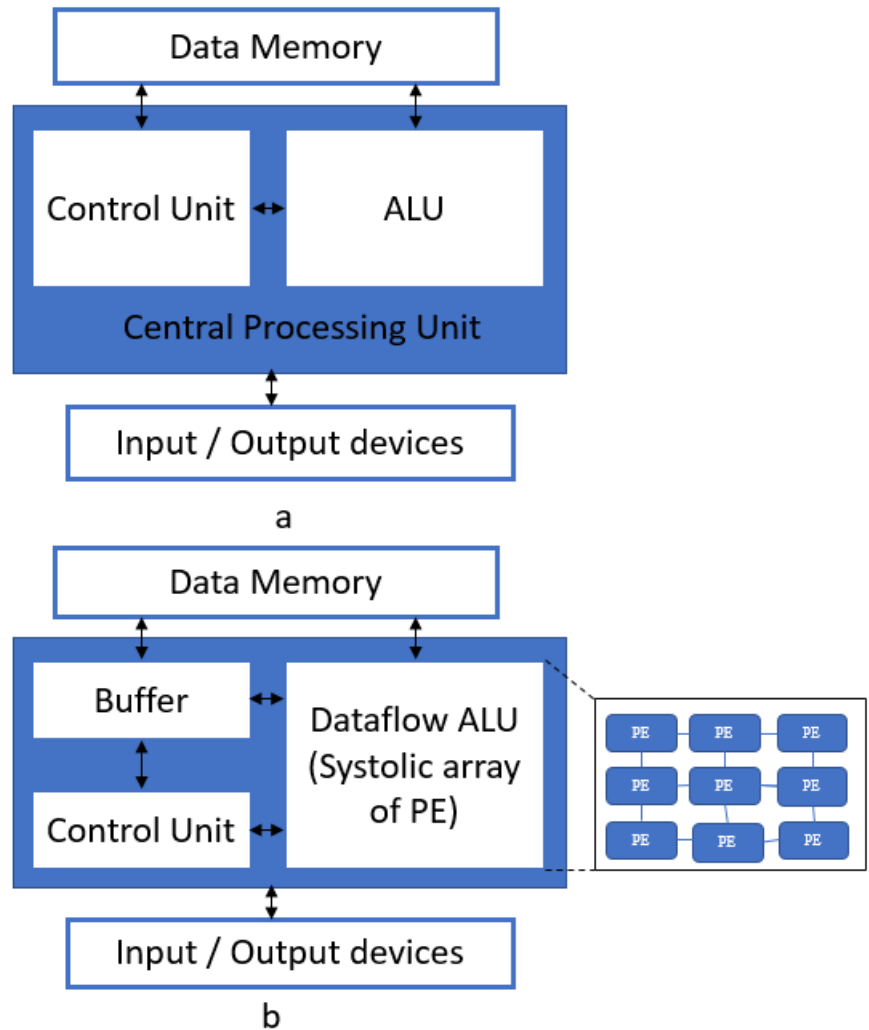 Data Memory
Control Unit
ALU
Central Processing Unit
Input / Output devices
a
Data Memory
Buffer
Dataflow ALU
(Systolic array
of PE)
Control Unit
PE PE PE
PE PE PE
PE PE PE
Input / Output devices
b